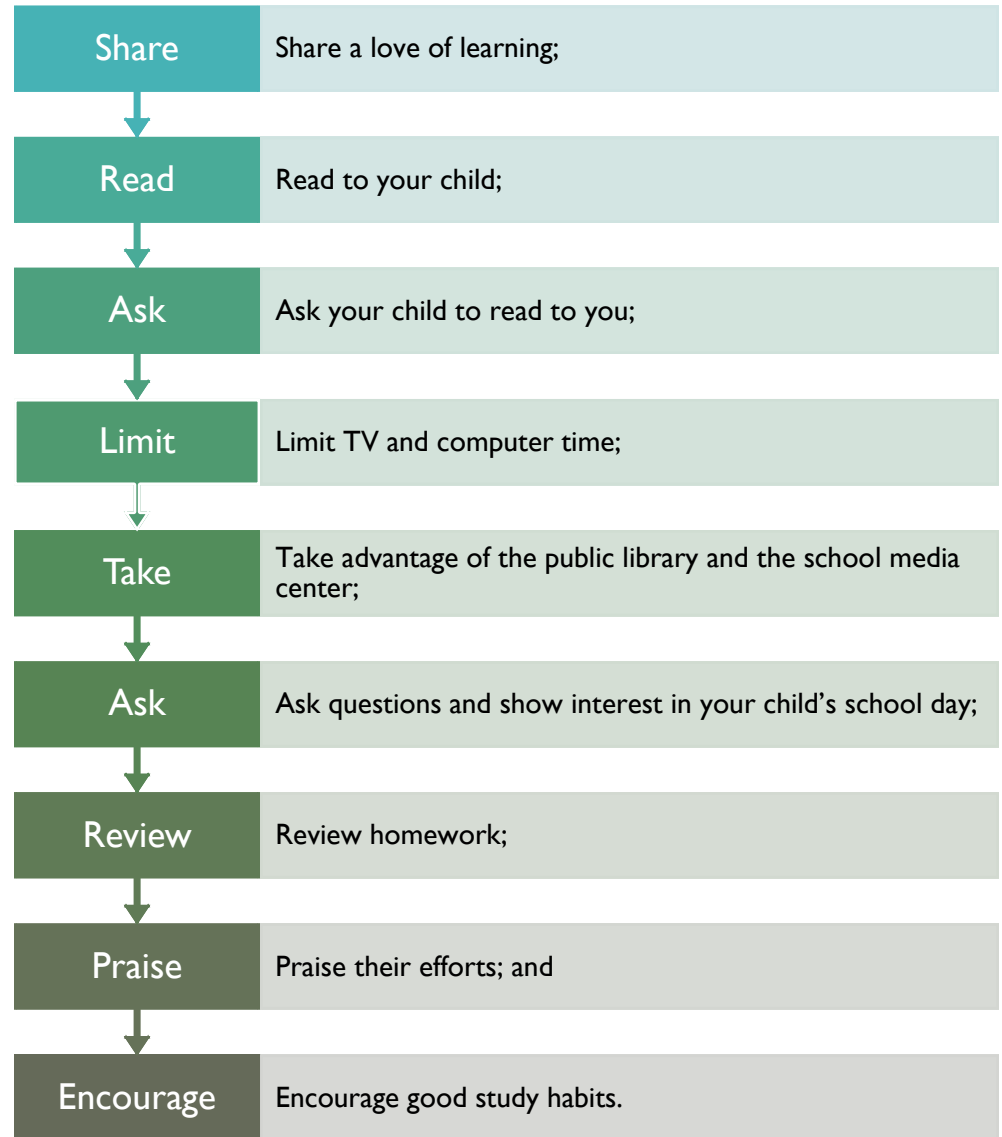 Share
Share a love of learning;
Read
Read to your child;
Ask
Ask your child to read to you;
Limit
Limit TV and computer time;
Take
Take advantage of the public library and the school media
center;
Ask
Ask questions and show interest in your child’s school day;
Review
Review homework;
Praise
Praise their efforts; and
Encourage
Encourage good study habits.